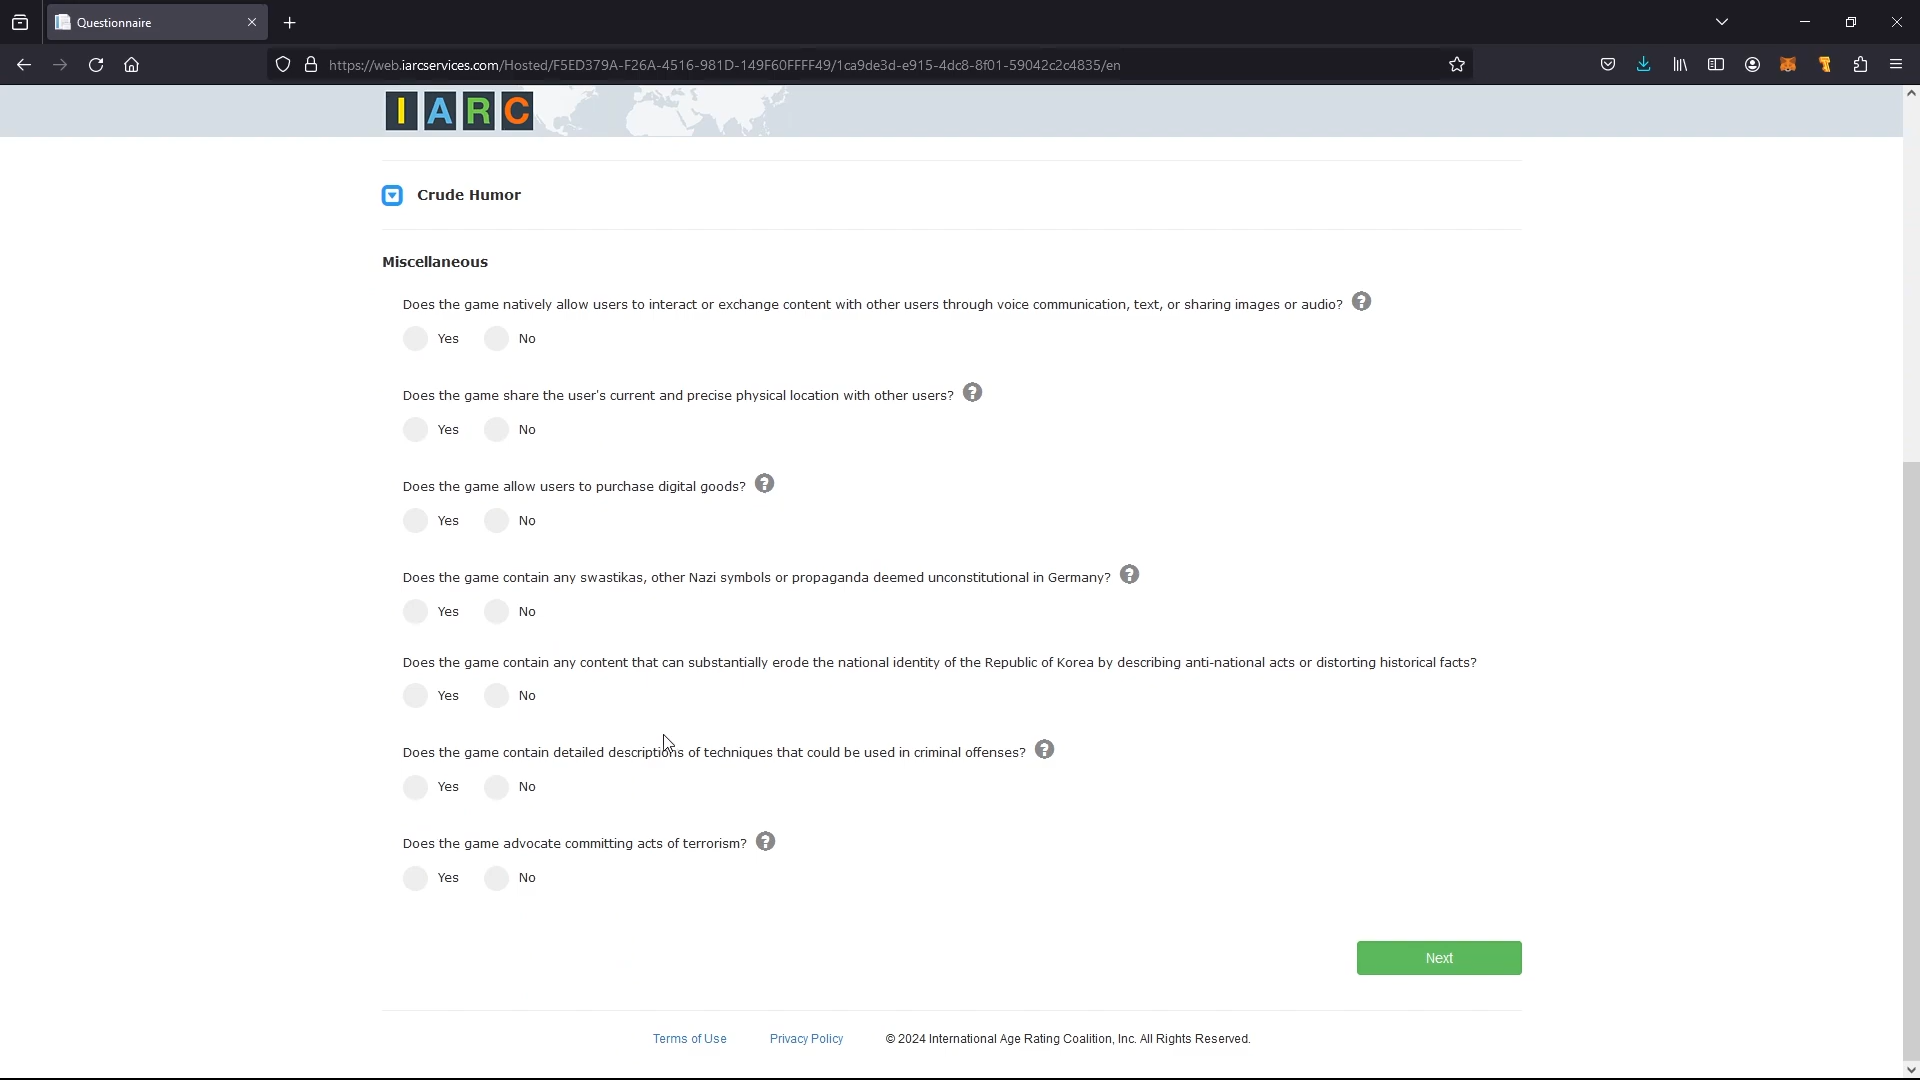 Questionnaire
https://web.iarcservices.com/Hosted/F5ED379A-F26A-4516-981D-149F60FFFF49/1ca9de3d-e915-4dc8-8f01-59042c2c4835/en
IARC
Crude Humor
Miscellaneous
Does the game natively allow users to interact or exchange content with other users through voice communication, text, or sharing images or audio? ?
Yes No
Does the game share the user's current and precise physical location with other users? ?
Yes No
Does the game allow users to purchase digital goods? ?
Yes No
Does the game contain any swastikas, other Nazi symbols or propaganda deemed unconstitutional in Germany? ?
Yes No
Does the game contain any content that can substantially erode the national identity of the Republic of Korea by describing anti-national acts or distorting historical facts?
Yes No
Does the game contain detailed descriptions of techniques that could be used in criminal offenses? ?
Yes No
Does the game advocate committing acts of terrorism? ?
Yes No
Next
Terms of Use Privacy Policy © 2024 International Age Rating Coalition, Inc. All Rights Reserved.